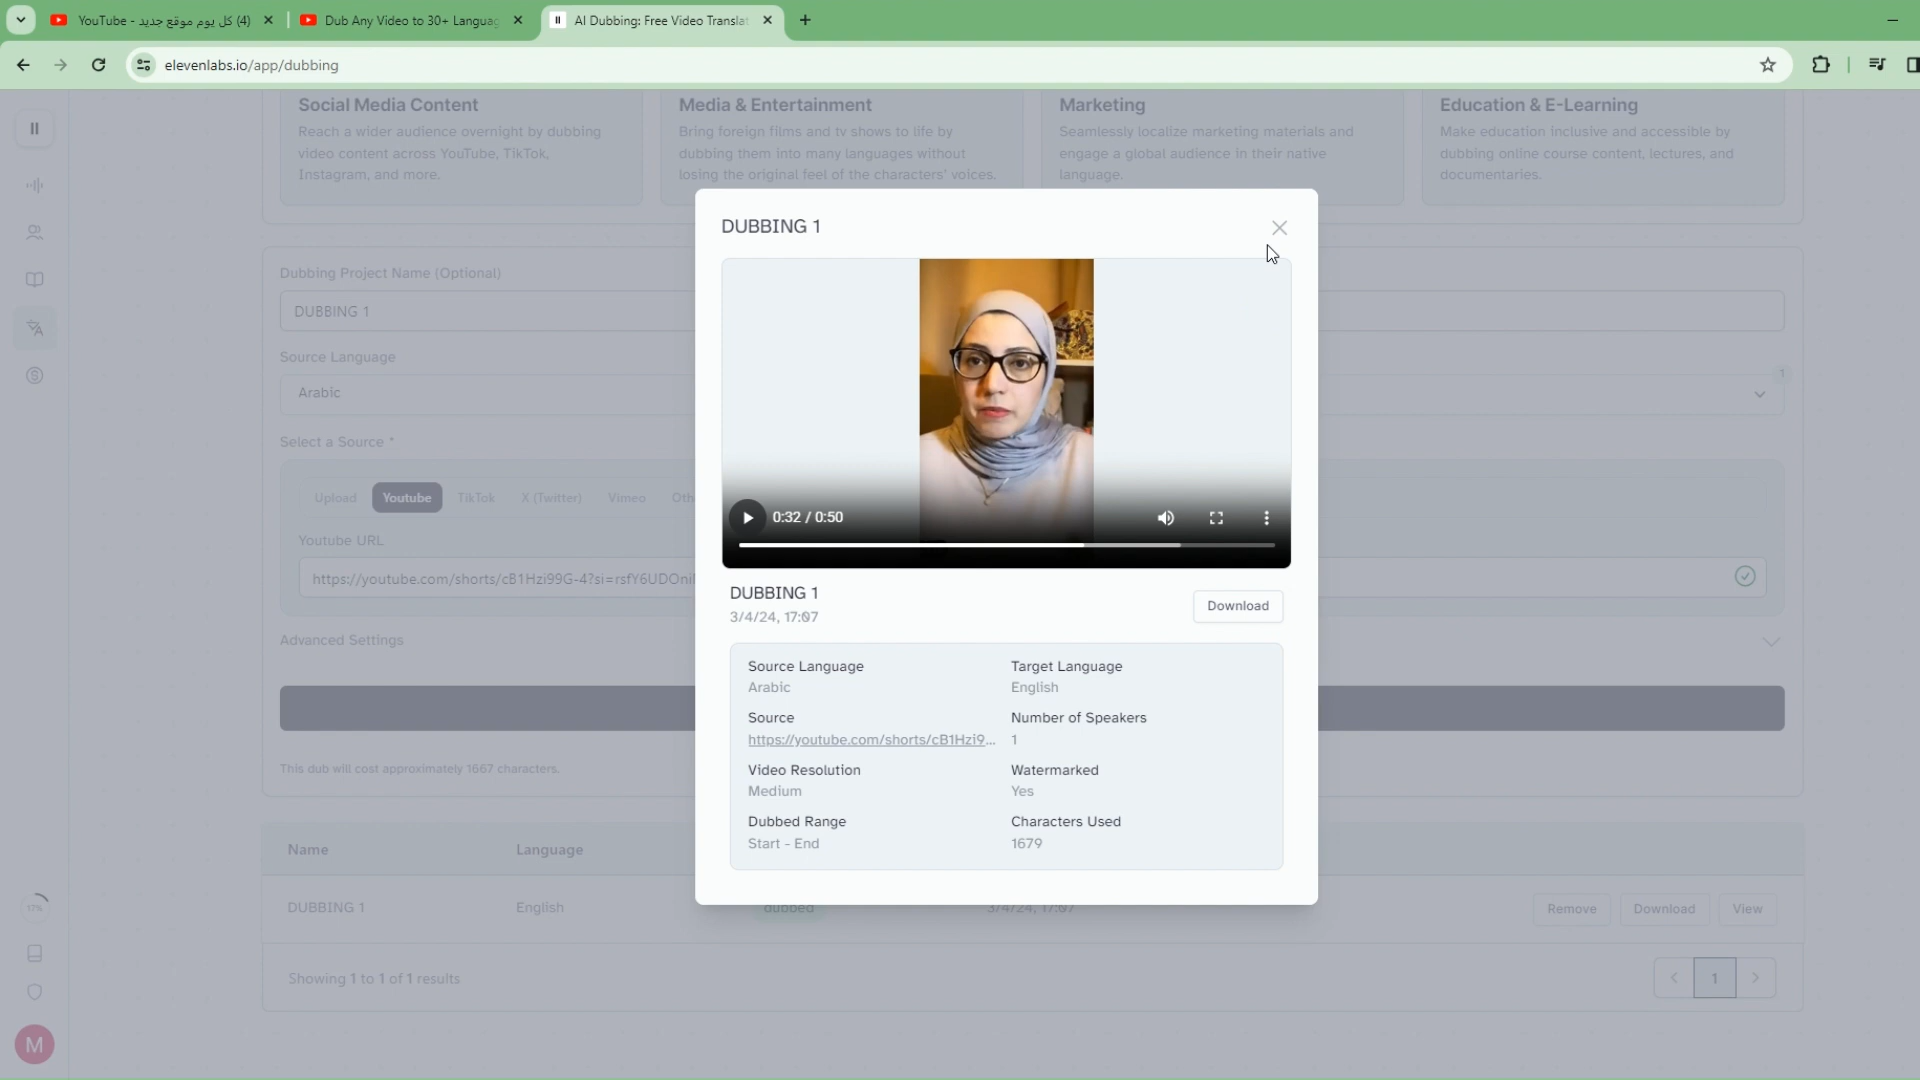 (4) كل يوم موقع جديد - YouTube
Dub Any Video to 30+ Languag
AI Dubbing: Free Video Translat
elevenlabs.io/app/dubbing
Social Media Content
Reach a wider audience overnight by dubbing
video content across YouTube, TikTok,
Instagram, and more.
Media & Entertainment
Bring foreign films and tv shows to life by
dubbing them into many languages without
losing the original feel of the characters' voices.
Marketing
Seamlessly localize marketing materials and
engage a global audience in their native
language.
Education & E-Learning
Make education inclusive and accessible by
dubbing online course content, lectures, and
documentaries.
DUBBING 1
Dubbing Project Name (Optional)
DUBBING 1
Source Language
Arabic
1
Select a Source *
Upload
Youtube
TikTok
X (Twitter)
Vimeo
Oth
0:32 / 0:50
Youtube URL
https://youtube.com/shorts/cB1Hzi99G-4?si=rsfY6UDOni
DUBBING 1
3/4/24, 17:07
Download
Advanced Settings
Source Language
Arabic
Target Language
English
Source
https://youtube.com/shorts/cB1Hzi9...
Number of Speakers
1
Video Resolution
Medium
Watermarked
Yes
Dubbed Range
Start - End
Characters Used
1679
This dub will cost approximately 1667 characters.
Name
Language
DUBBING 1
English
dubbed
3/4/24, 17:07
Remove
Download
View
Showing 1 to 1 of 1 results
1
17%
M